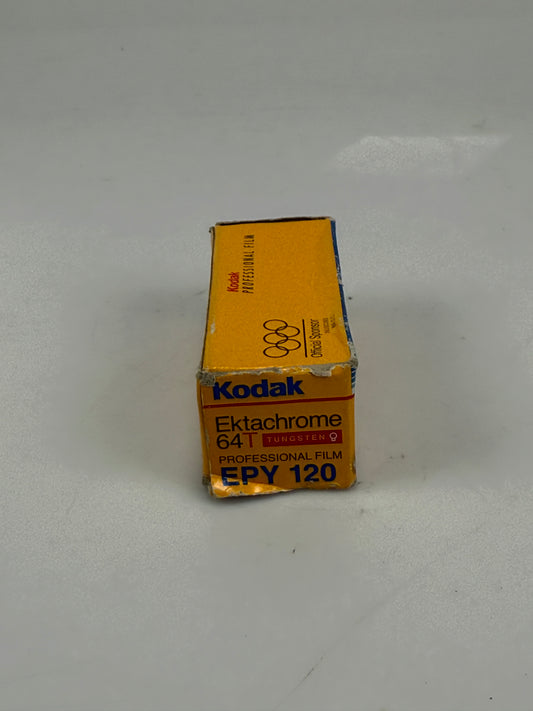 Kodak
PROFESSIONAL FILM
Official Sponsor
Kodak
Ektachrome
64T TUNGSTEN
PROFESSIONAL FILM
EPY 120